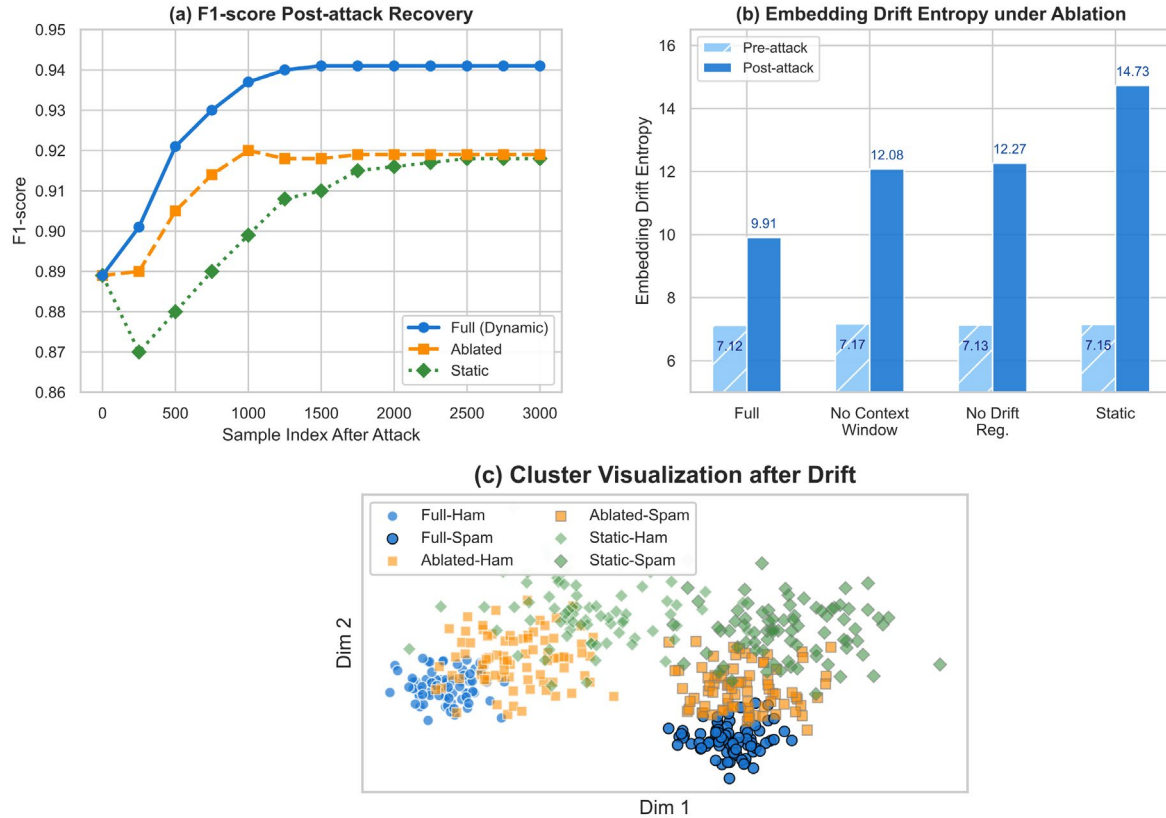 (a) F1-score Post-attack Recovery
0.95
0.94
0.93
0.92
0.91
0.90
0.89
0.88
0.87
0.86
F1-score
0 500 1000 1500 2000 2500 3000
Sample Index After Attack
Full (Dynamic)
Ablated
Static
(b) Embedding Drift Entropy under Ablation
Pre-attack
Post-attack
16
14
12
10
8
6
Embedding Drift Entropy
7.12
9.91
7.17
12.08
7.13
12.27
7.15
14.73
Full
No Context
Window
No Drift
Reg.
Static
(c) Cluster Visualization after Drift
Full-Ham
Full-Spam
Ablated-Ham
Ablated-Spam
Static-Ham
Static-Spam
Dim 2
Dim 1